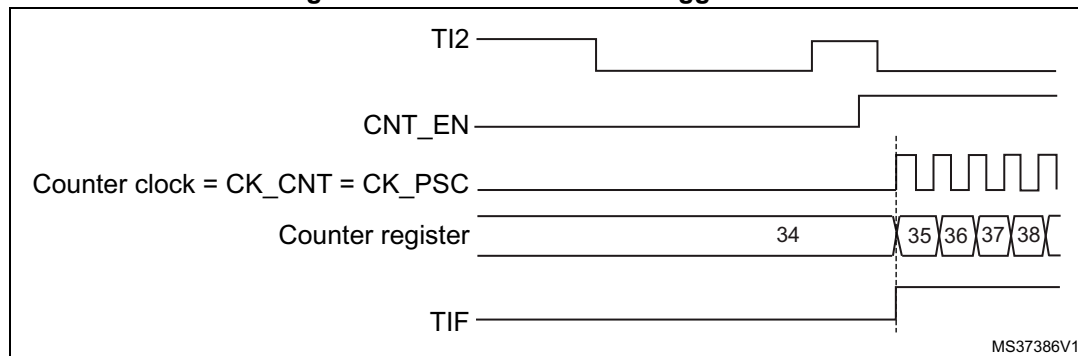 TI2
CNT_EN
Counter clock = CK_CNT = CK_PSC
Counter register 34 35 36 37 38
TIF
MS37386V1